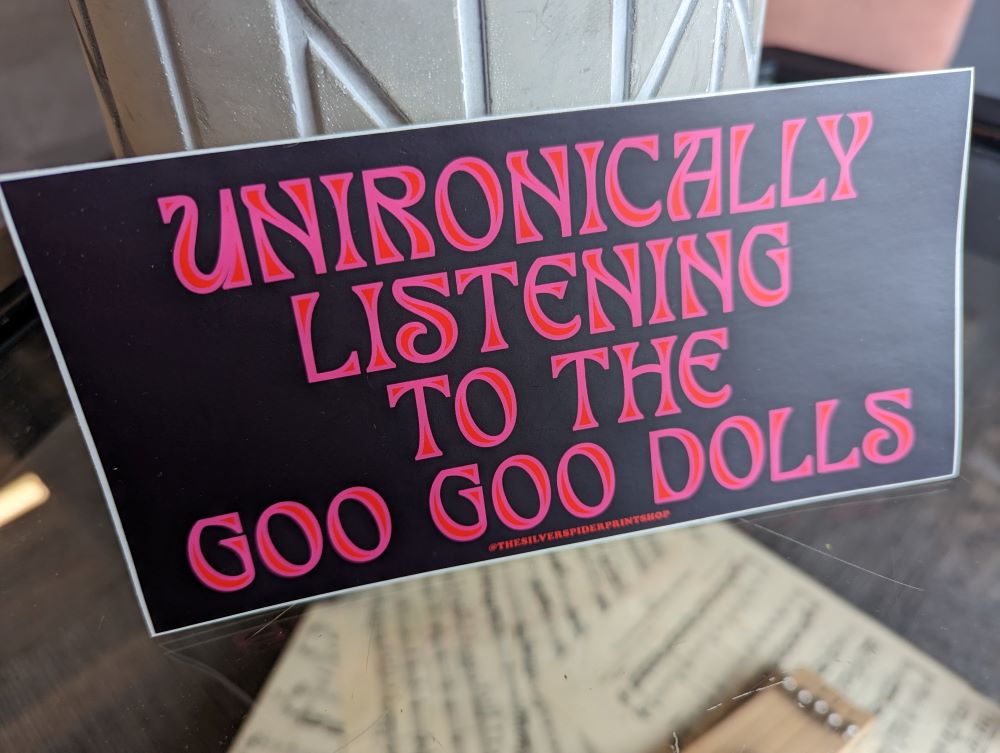 UNIRONICALLY
LISTENING
TO THE
GOO GOO DOLLS
@THESILVERSPIDERPRINTSHOP